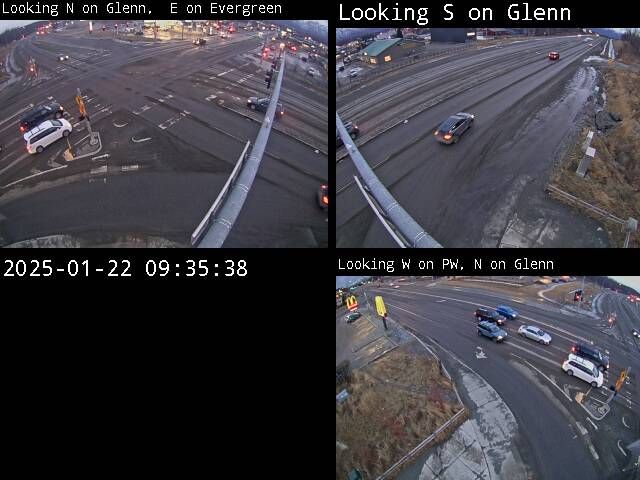 Looking N on Glenn,  E on Evergreen
Looking S on Glenn
2025-01-22 09:35:38
Looking W on PW, N on Glenn